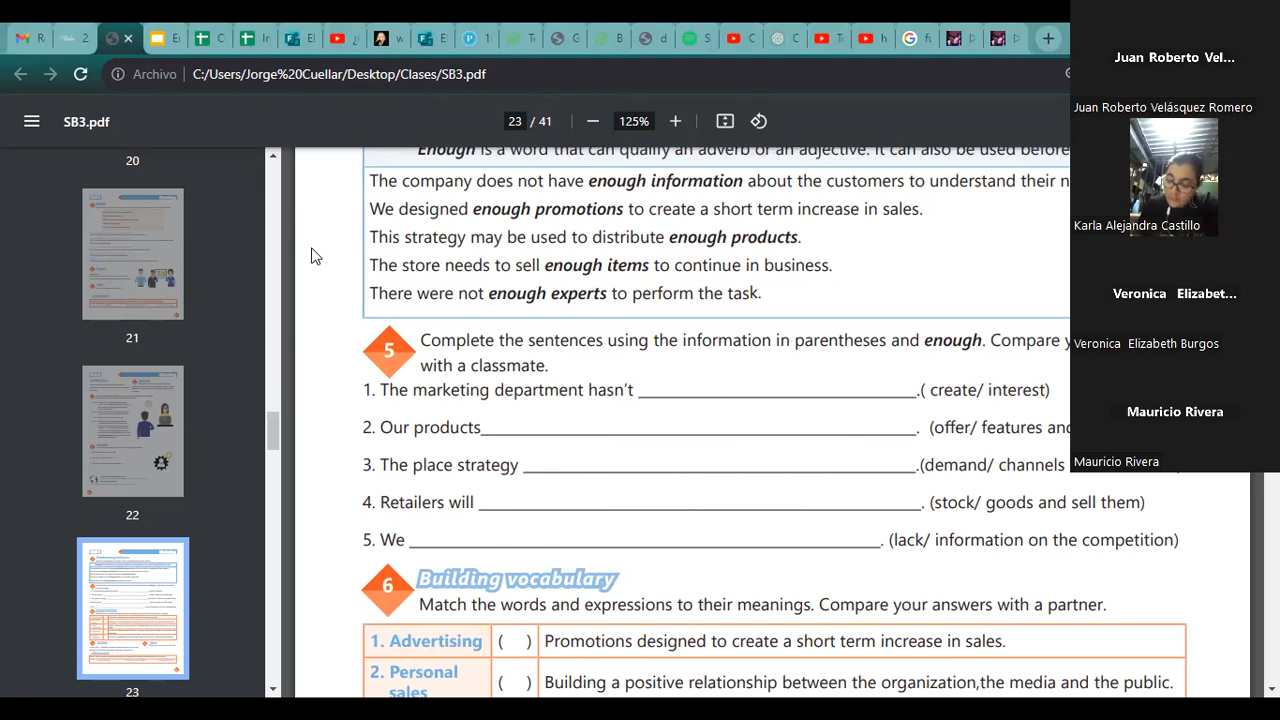 Archivo C:/Users/Jorge%20Cuellar/Desktop/Clases/SB3.pdf
SB3.pdf 23 / 41 125%
20
21
22
23
Enough is a word that can qualify an adverb or an adjective. It can also be used before
The company does not have enough information about the customers to understand their n
We designed enough promotions to create a short term increase in sales.
This strategy may be used to distribute enough products.
The store needs to sell enough items to continue in business.
There were not enough experts to perform the task.
5 Complete the sentences using the information in parentheses and enough. Compare y
with a classmate.
1. The marketing department hasn't ____________________.( create/ interest)
2. Our products____________________. (offer/ features and
3. The place strategy ____________________.(demand/ channels
4. Retailers will ____________________. (stock/ goods and sell them)
5. We ____________________. (lack/ information on the competition)
6 Building vocabulary
Match the words and expressions to their meanings. Compare your answers with a partner.
1. Advertising ( ) Promotions designed to create a short term increase in sales.
2. Personal sales ( ) Building a positive relationship between the organization,the media and the public.
Juan Roberto Vel...
Juan Roberto Velásquez Romero
Karla Alejandra Castillo
Veronica Elizabet...
Veronica Elizabeth Burgos
Mauricio Rivera
Mauricio Rivera